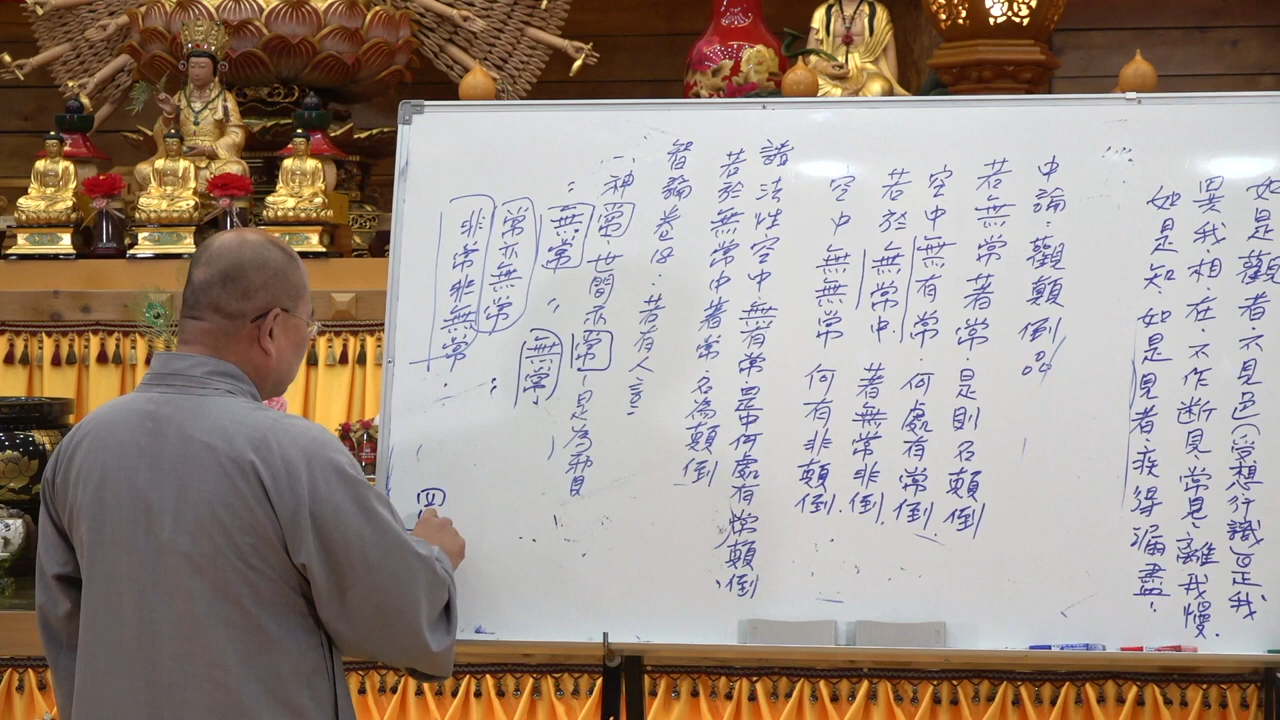 如是觀者不見色(受想行識)是我
異我.相在.不作斷見常見.離我慢.
如是知.如是見者疾得漏盡.
中論:觀顛倒品
若無常著常.是則名顛倒
空中無有常.何處有常倒.
若於無常中.著無常非倒.
空中無無常 何有非顛倒.
諸法性空中無有常是中何處有常顛倒.
若於無常中著常.名為顛倒
智論卷18:若有人言:
1.神常.世間亦常.是為邪見
〃 無常. 〃 無常. 〃
常亦無常 :
非常非無常 :
(四)